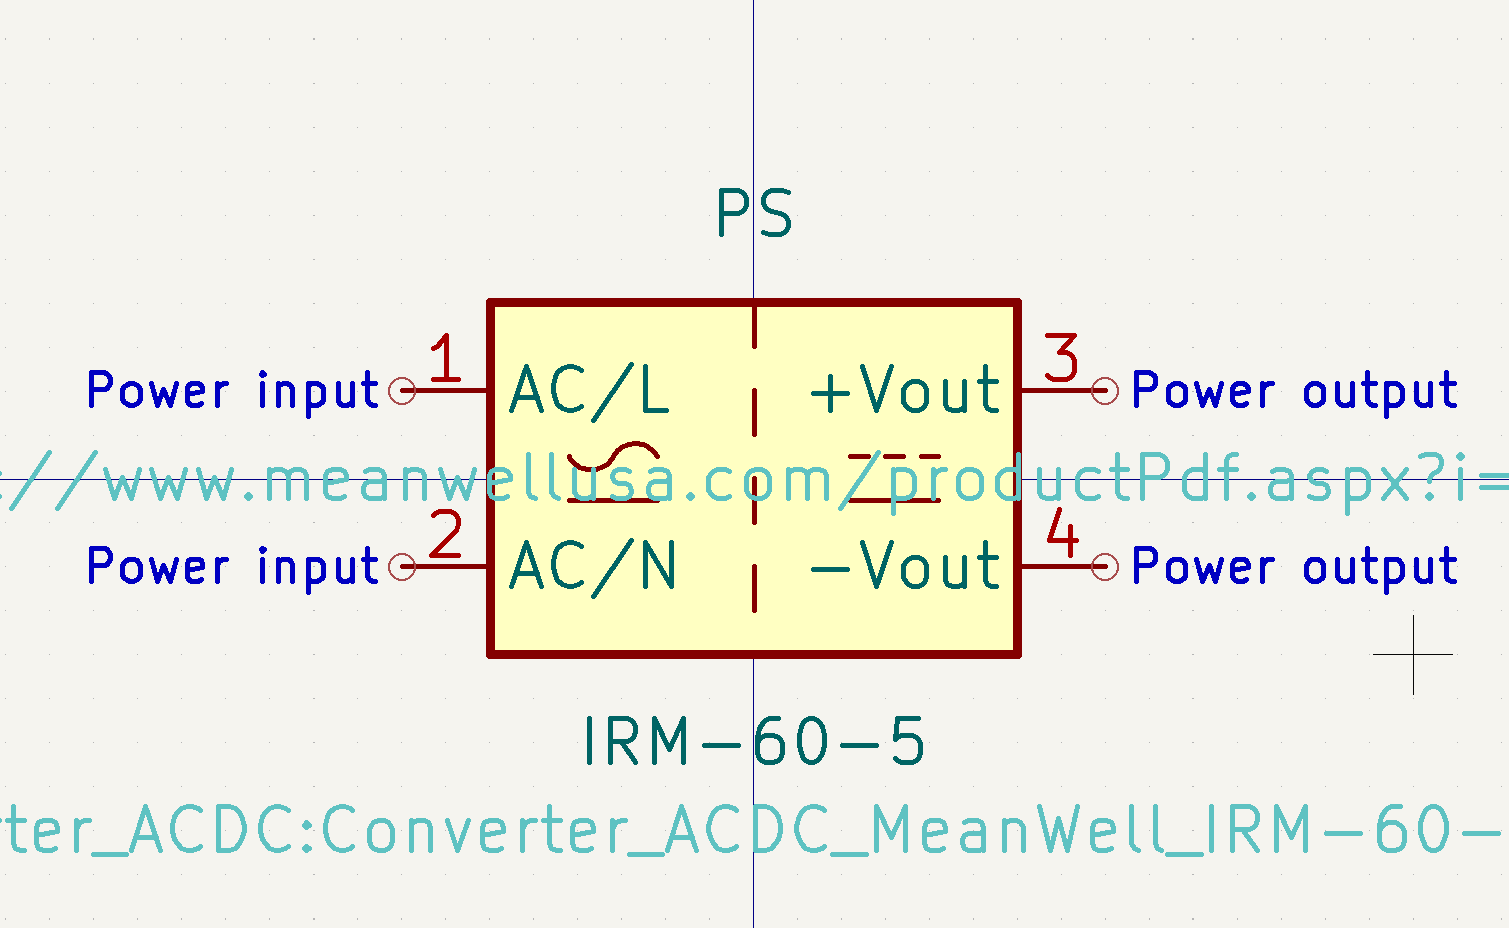 PS
1 3
Power input AC/L +Vout Power output
://www.meanwellusa.com/productPdf.aspx?i=
2 4
Power input AC/N -Vout Power output
IRM-60-5
rter_ACDC:Converter_ACDC_MeanWell_IRM-60-